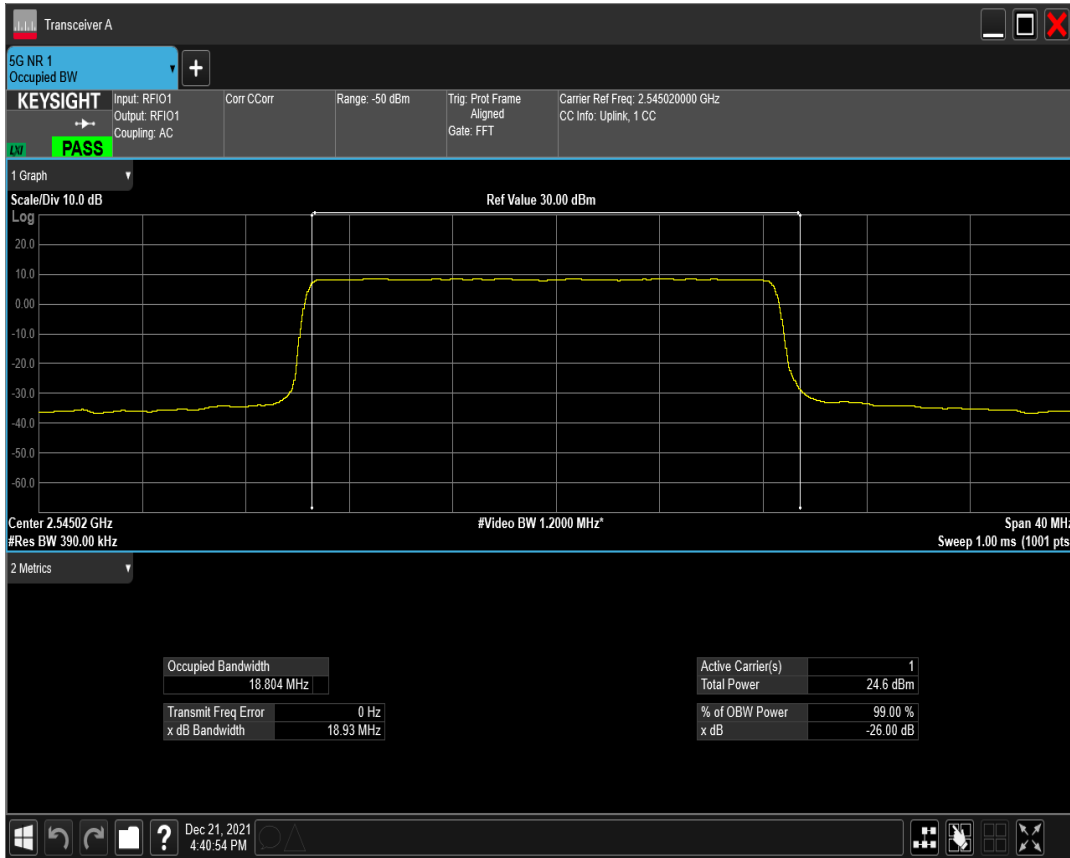 Transceiver A
5G NR 1
Occupied BW
KEYSIGHT Input: RFIO1 Corr CCorr Range: -50 dBm Trig: Prot Frame Carrier Ref Freq: 2.545020000 GHz
Output: RFIO1 Aligned CC Info: Uplink, 1 CC
Coupling: AC Gate: FFT
LXI PASS
1 Graph
Scale/Div 10.0 dB Ref Value 30.00 dBm
Log
20.0
10.0
0.00
-10.0
-20.0
-30.0
-40.0
-50.0
-60.0
Center 2.54502 GHz #Video BW 1.2000 MHz* Span 40 MHz
#Res BW 390.00 kHz Sweep 1.00 ms (1001 pts
2 Metrics
Occupied Bandwidth Active Carrier(s) 1
18.804 MHz Total Power 24.6 dBm
Transmit Freq Error 0 Hz % of OBW Power 99.00 %
x dB Bandwidth 18.93 MHz x dB -26.00 dB
? Dec 21, 2021
4:40:54 PM